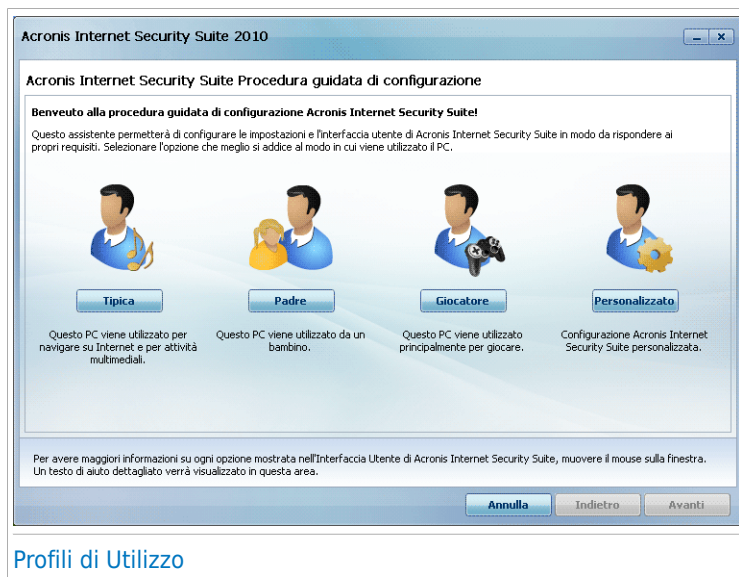 Acronis Internet Security Suite 2010
Acronis Internet Security Suite Procedura guidata di configurazione
Benveuto alla procedura guidata di configurazione Acronis Internet Security Suite!
Questo assistente permetterà di configurare le impostazioni e l'interfaccia utente di Acronis Internet Security Suite in modo da rispondere ai
propri requisiti. Selezionare l'opzione che meglio si addice al modo in cui viene utilizzato il PC.
Tipica
Padre
Giocatore
Personalizzato
Questo PC viene utilizzato per
navigare su Internet e per attività
multimediali.
Questo PC viene utilizzato da un
bambino.
Questo PC viene utilizzato
principalmente per giocare.
Configurazione Acronis Internet
Security Suite personalizzata.
Per avere maggiori informazioni su ogni opzione mostrata nell'Interfaccia Utente di Acronis Internet Security Suite, muovere il mouse sulla finestra.
Un testo di aiuto dettagliato verrà visualizzato in questa area.
Annulla
Indietro
Avanti
Profili di Utilizzo